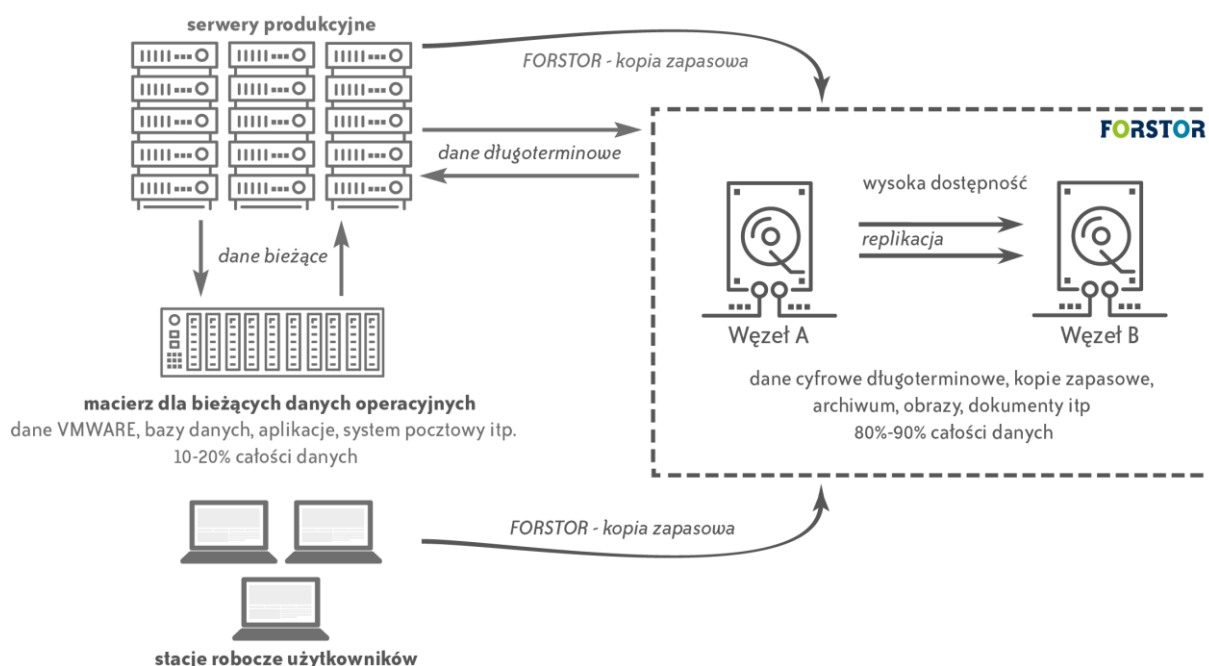 serwery produkcyjne
FORSTOR - kopia zapasowa
FORSTOR
dane długoterminowe
wysoka dostępność
replikacja
dane bieżące
Węzeł A
Węzeł B
macierz dla bieżących danych operacyjnych
dane VMWARE, bazy danych, aplikacje, system pocztowy itp.
10-20% całości danych
dane cyfrowe długoterminowe, kopie zapasowe,
archiwum, obrazy, dokumenty itp
80%-90% całości danych
FORSTOR - kopia zapasowa
stacje robocze użytkowników